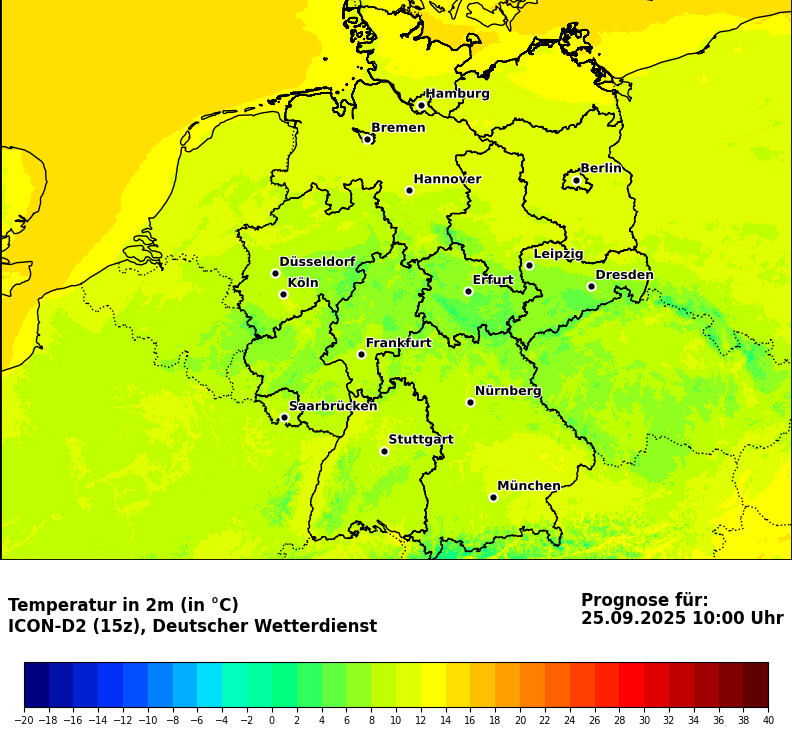 Hamburg
Bremen
Berlin
Hannover
Leipzig
Düsseldorf
Dresden
Köln
Erfurt
Frankfurt
Nürnberg
Saarbrücken
Stuttgart
München
Temperatur in 2m (in °C)
ICON-D2 (15z), Deutscher Wetterdienst
Prognose für:
25.09.2025 10:00 Uhr
−20 −18 −16 −14 −12 −10 −8 −6 −4 −2 0 2 4 6 8 10 12 14 16 18 20 22 24 26 28 30 32 34 36 38 40